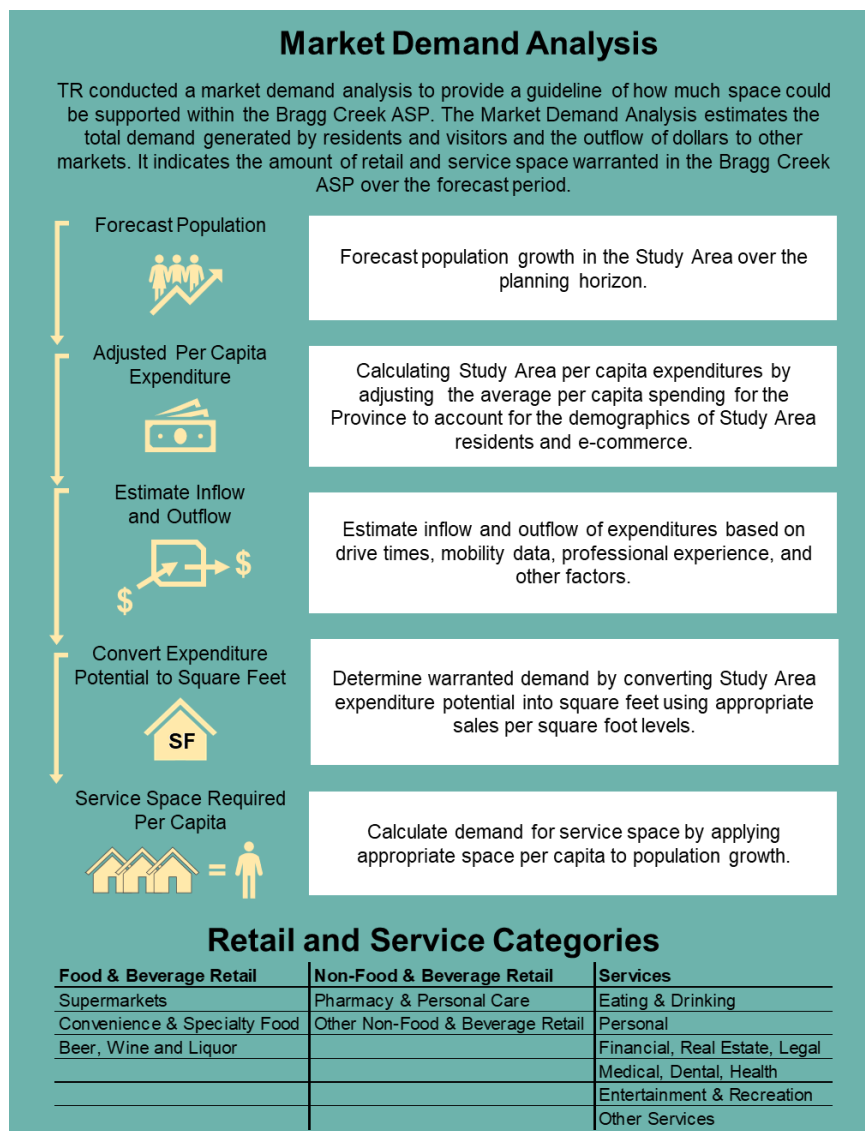 Market Demand Analysis
TR conducted a market demand analysis to provide a guideline of how much space could
be supported within the Bragg Creek ASP. The Market Demand Analysis estimates the
total demand generated by residents and visitors and the outflow of dollars to other
markets. It indicates the amount of retail and service space warranted in the Bragg Creek
ASP over the forecast period.
Forecast Population
Forecast population growth in the Study Area over the
planning horizon.
Adjusted Per Capita
Expenditure
Calculating Study Area per capita expenditures by
adjusting the average per capita spending for the
Province to account for the demographics of Study Area
residents and e-commerce.
Estimate Inflow
and Outflow
$
$
Estimate inflow and outflow of expenditures based on
drive times, mobility data, professional experience, and
other factors.
Convert Expenditure
Potential to Square Feet
SF
Determine warranted demand by converting Study Area
expenditure potential into square feet using appropriate
sales per square foot levels.
Service Space Required
Per Capita
=
Calculate demand for service space by applying
appropriate space per capita to population growth.
Retail and Service Categories
Food & Beverage Retail Non-Food & Beverage Retail Services
Supermarkets Pharmacy & Personal Care Eating & Drinking
Convenience & Specialty Food Other Non-Food & Beverage Retail Personal
Beer, Wine and Liquor Financial, Real Estate, Legal
Medical, Dental, Health
Entertainment & Recreation
Other Services